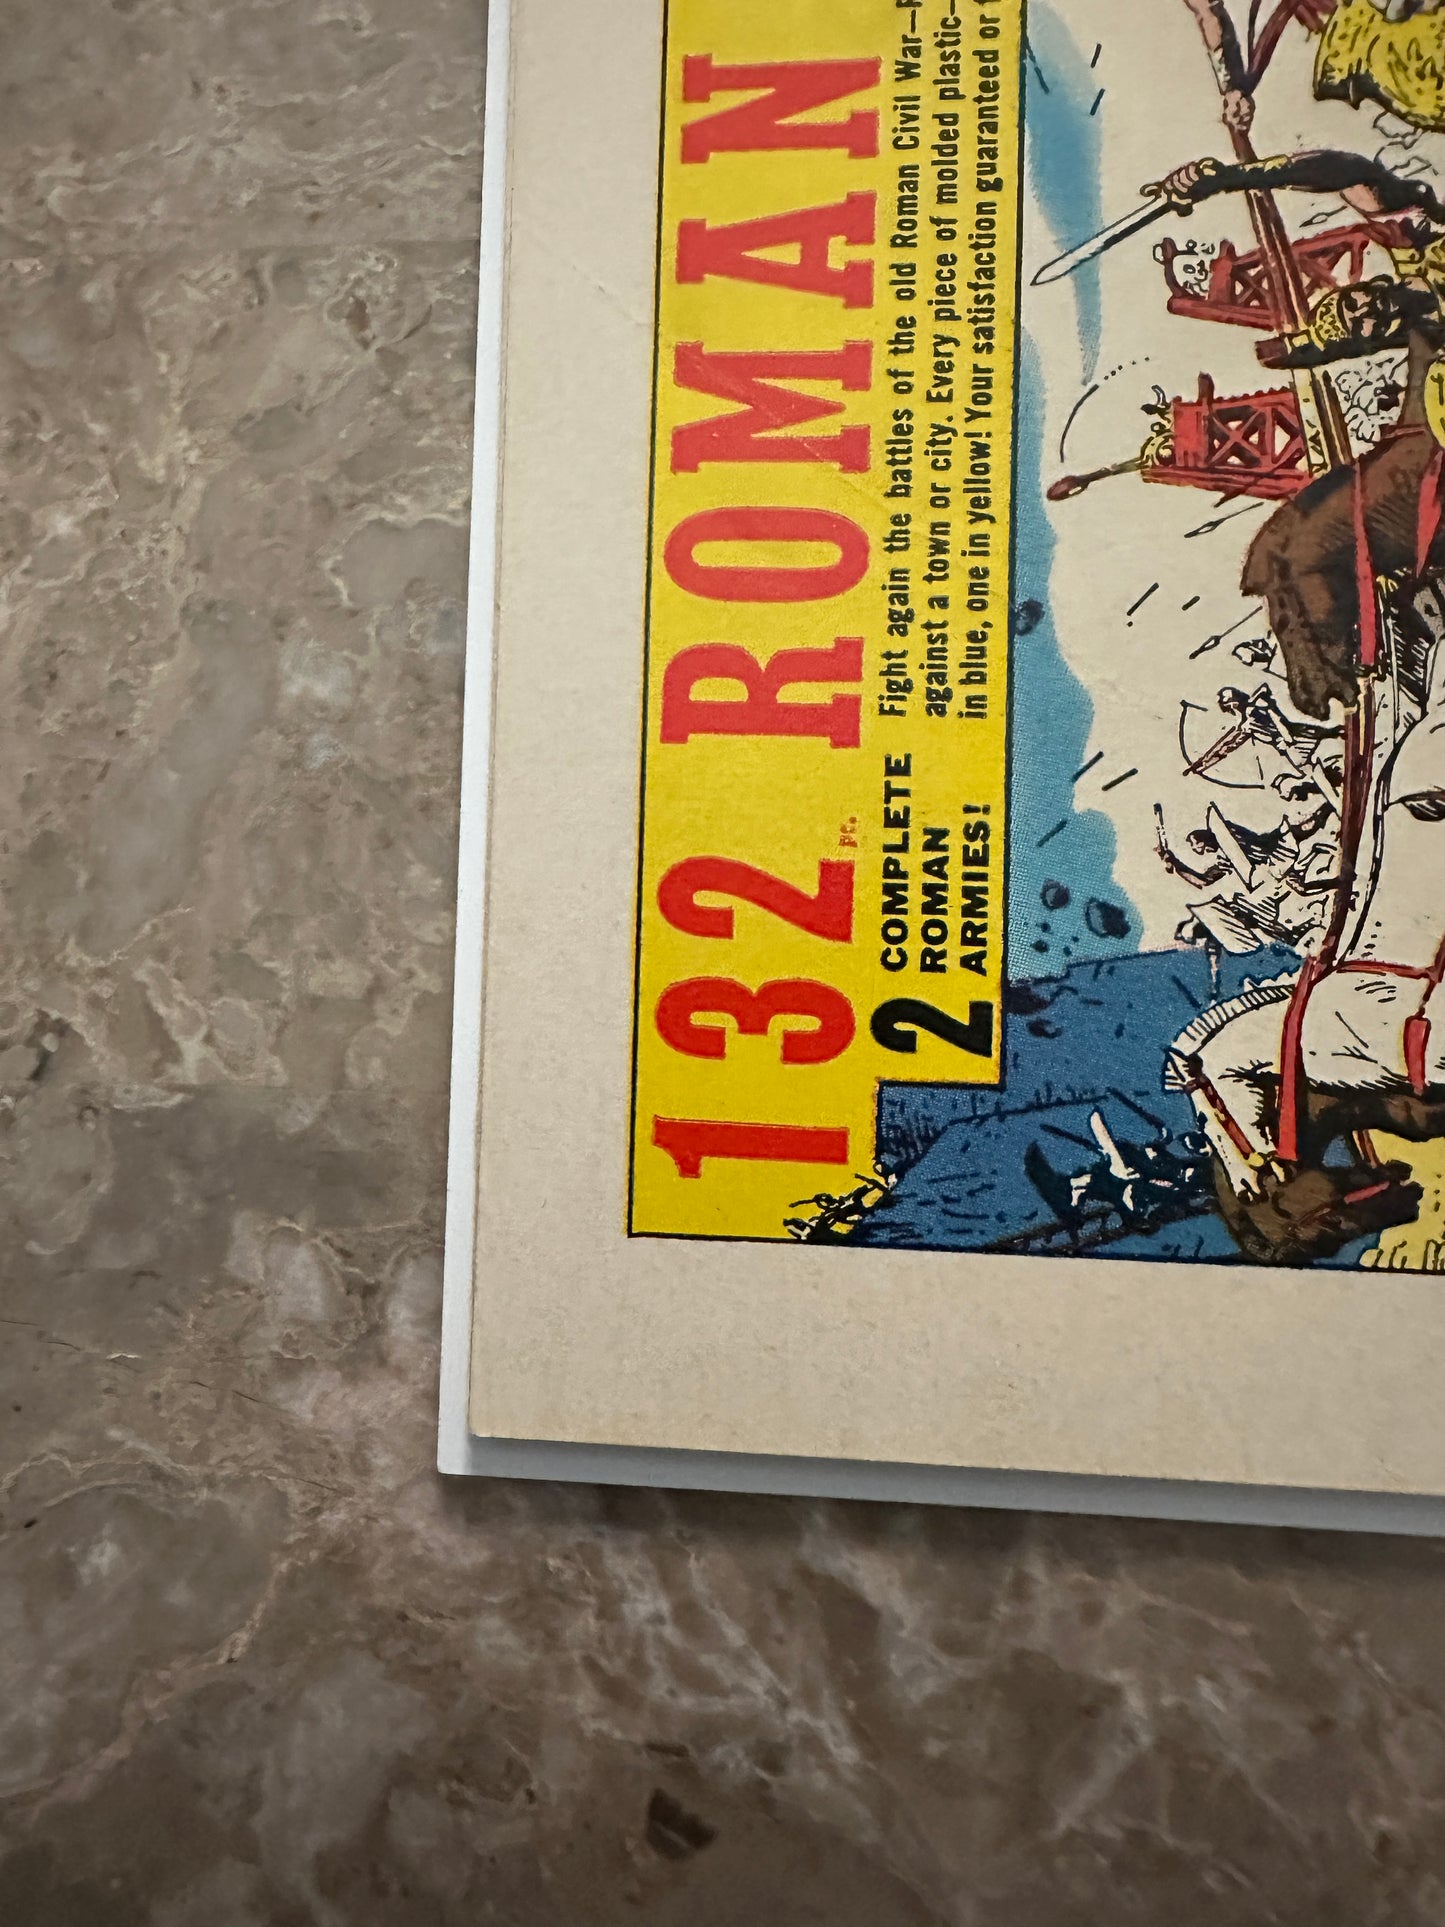 132 pc. ROMAN
2 COMPLETE
ROMAN
ARMIES!
Fight again the battles of the old Roman Civil War—
against a town or city. Every piece of molded plastic—
in blue, one in yellow! Your satisfaction guaranteed or